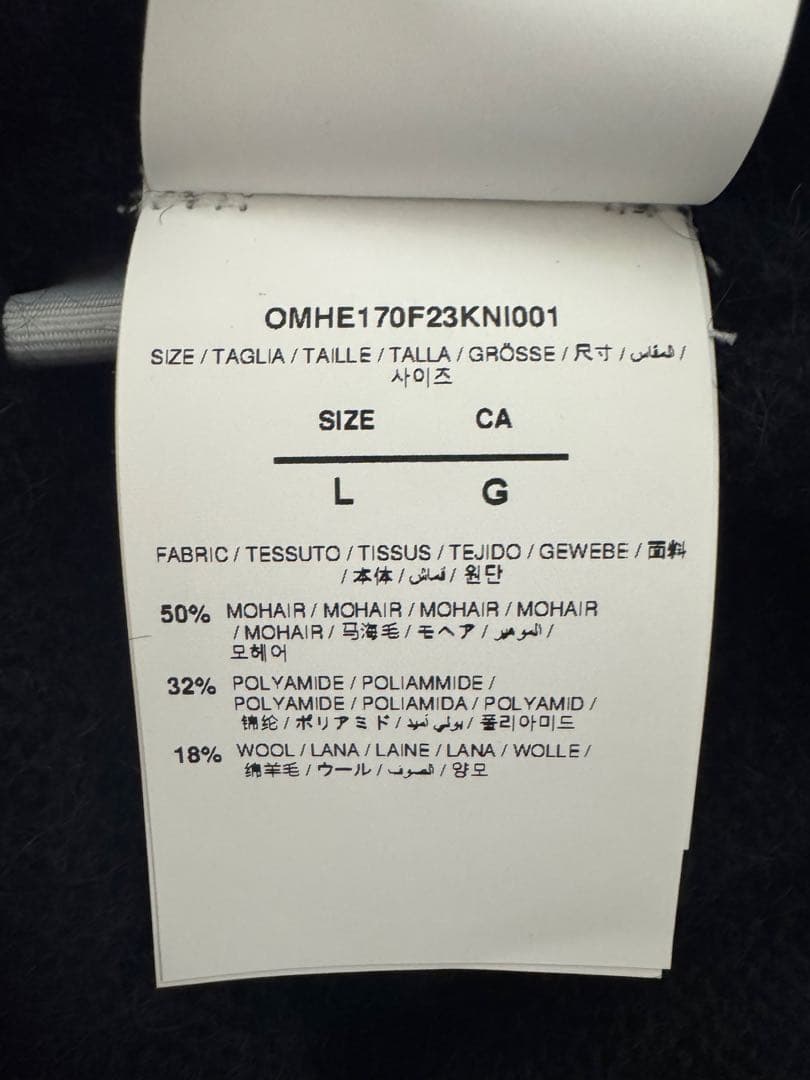 OMHE170F23KNI001
SIZE / TAGLIA / TAILLE / TALLA / GRÖSSE / 尺寸 / المقاس /
사이즈
SIZE CA
L G
FABRIC / TESSUTO / TISSUS / TEJIDO / GEWEBE / 面料
/ 本体 / قماش / 원단
50% MOHAIR / MOHAIR / MOHAIR / MOHAIR
/ MOHAIR / 马海毛 / モヘア / الموهير /
모헤어
32% POLYAMIDE / POLIAMMIDE /
POLYAMIDE / POLIAMIDA / POLYAMID /
锦纶 / ポリアミド / بولي أميد /폴리아미드
18% WOOL / LANA / LAINE / LANA / WOLLE /
绵羊毛 / ウール / الصوف / 양모